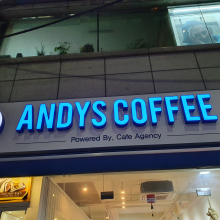 ANDYS COFFEE
Powered By, Cafe Agency